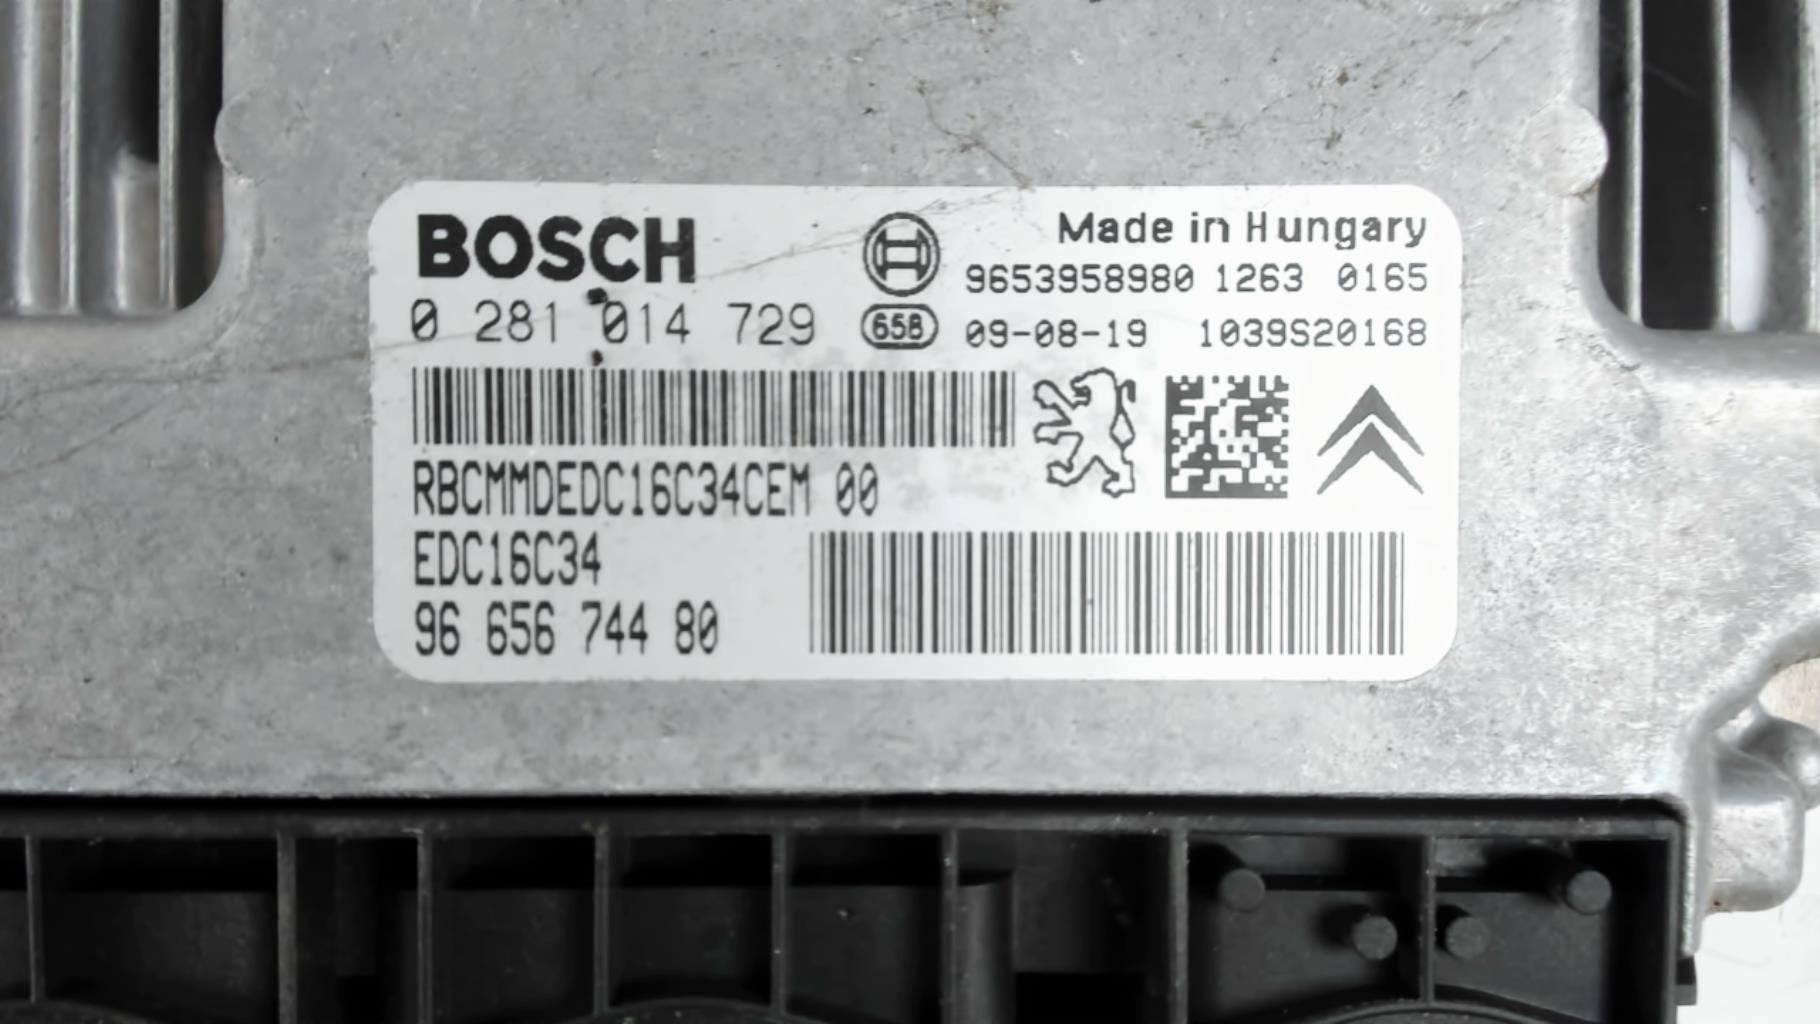 BOSCH
Made in Hungary
9653958980 1263 0165
0 281 014 729
658
09-08-19 1039S20168
RBCMMDEDC16C34CEM 00
EDC16C34
96 656 744 80